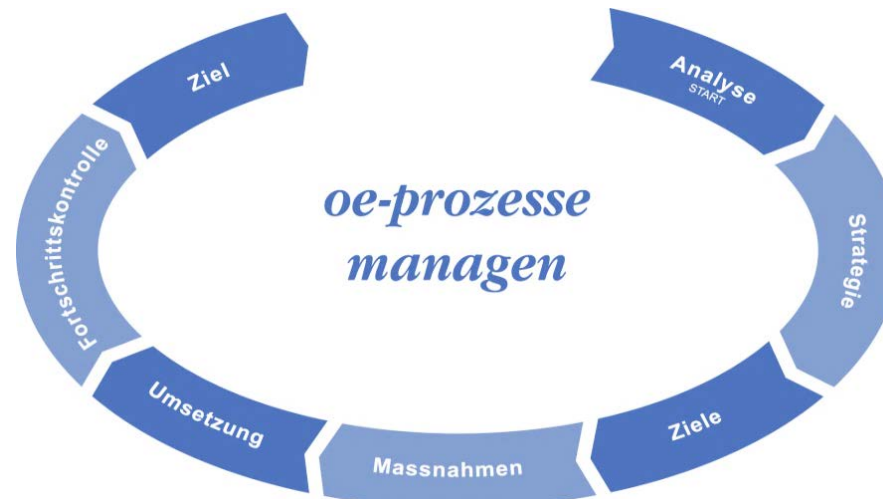 Analyse
START
Strategie
Ziele
Massnahmen
Umsetzung
Fortschrittskontrolle
Ziel
oe-prozesse
managen